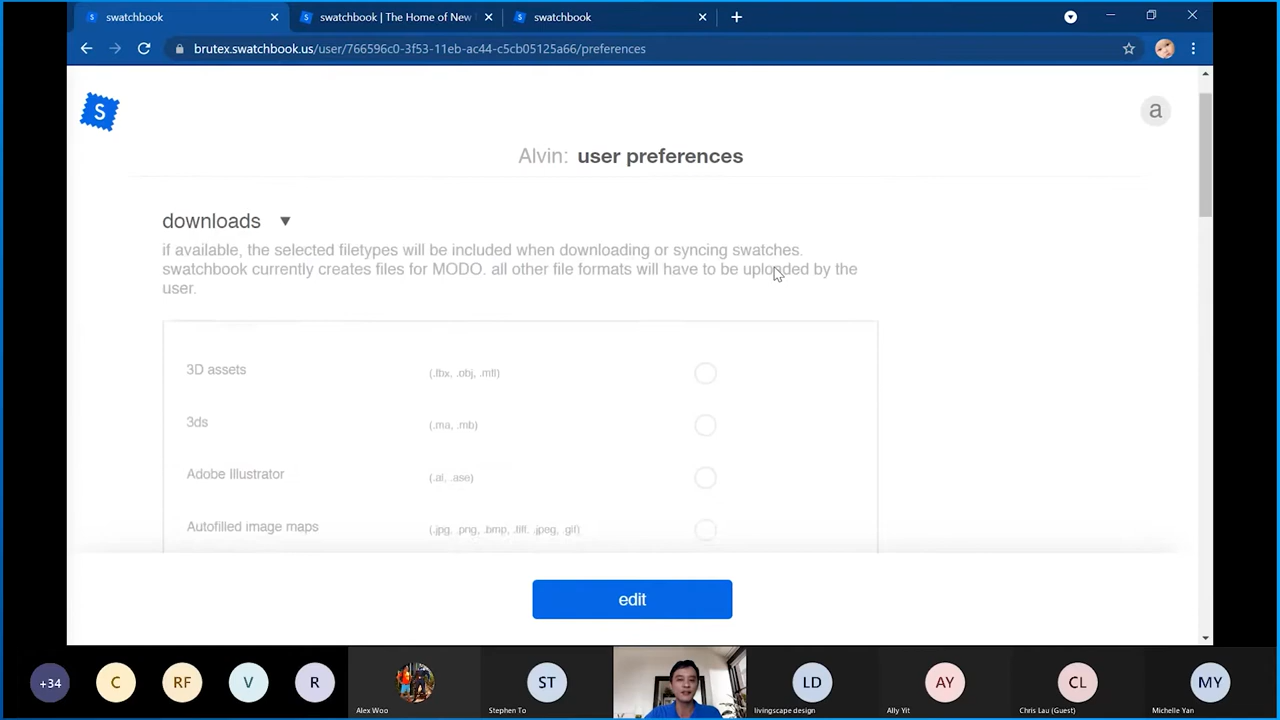 swatchbook
swatchbook | The Home of New
swatchbook
brutex.swatchbook.us/user/766596c0-3f53-11eb-ac44-c5cb05125a66/preferences
S
a
Alvin: user preferences
downloads
if available, the selected filetypes will be included when downloading or syncing swatches.
swatchbook currently creates files for MODO. all other file formats will have to be uploaded by the
user.
3D assets (.fbx, .obj, .mtl)
3ds (.ma, .mb)
Adobe Illustrator (.ai, .ase)
Autofilled image maps (.jpg, .png, .bmp, .tiff, .jpeg, .gif)
edit
+34 C RF V R ST LD AY CL MY
Alex Woo Stephen To livingscape design Ally Yit Chris Lau (Guest) Michelle Yan